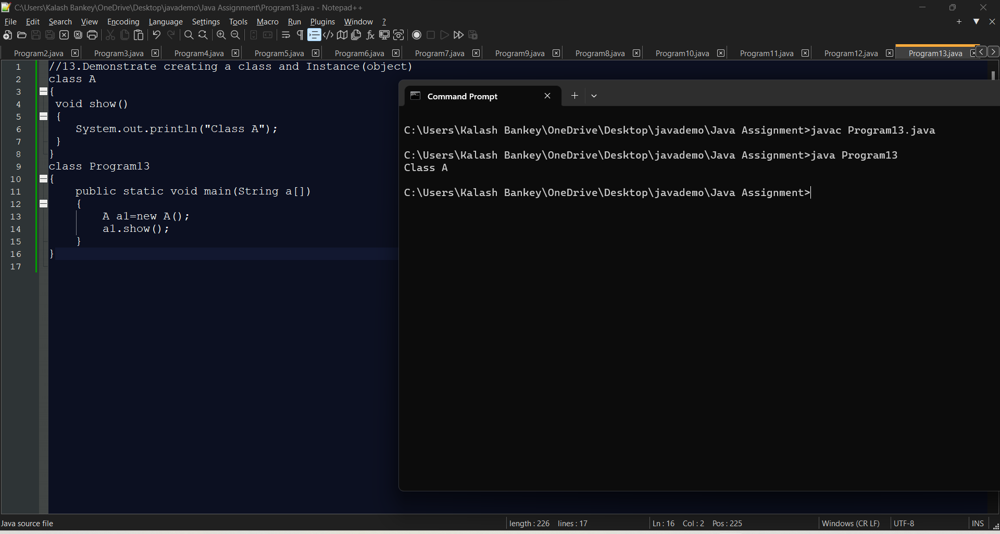 C:\Users\Kalash Bankey\OneDrive\Desktop\javademo\Java Assignment\Program13.java - Notepad++
File Edit Search View Encoding Language Settings Tools Macro Run Plugins Window ?
Program2.java Program3.java Program4.java Program5.java Program6.java Program7.java Program9.java Program8.java Program10.java Program11.java Program12.java Program13.java
1 //13.Demonstrate creating a class and Instance(object)
2 class A
3 {
4 void show()
5 {
6 System.out.println("Class A");
7 }
8 }
9 class Program13
10 {
11 public static void main(String a[])
12 {
13 A a1=new A();
14 a1.show();
15 }
16 }
17
Command Prompt
C:\Users\Kalash Bankey\OneDrive\Desktop\javademo\Java Assignment>javac Program13.java
C:\Users\Kalash Bankey\OneDrive\Desktop\javademo\Java Assignment>java Program13
Class A
C:\Users\Kalash Bankey\OneDrive\Desktop\javademo\Java Assignment>
Java source file length : 226 lines : 17 Ln : 16 Col : 2 Pos : 225 Windows (CR LF) UTF-8 INS